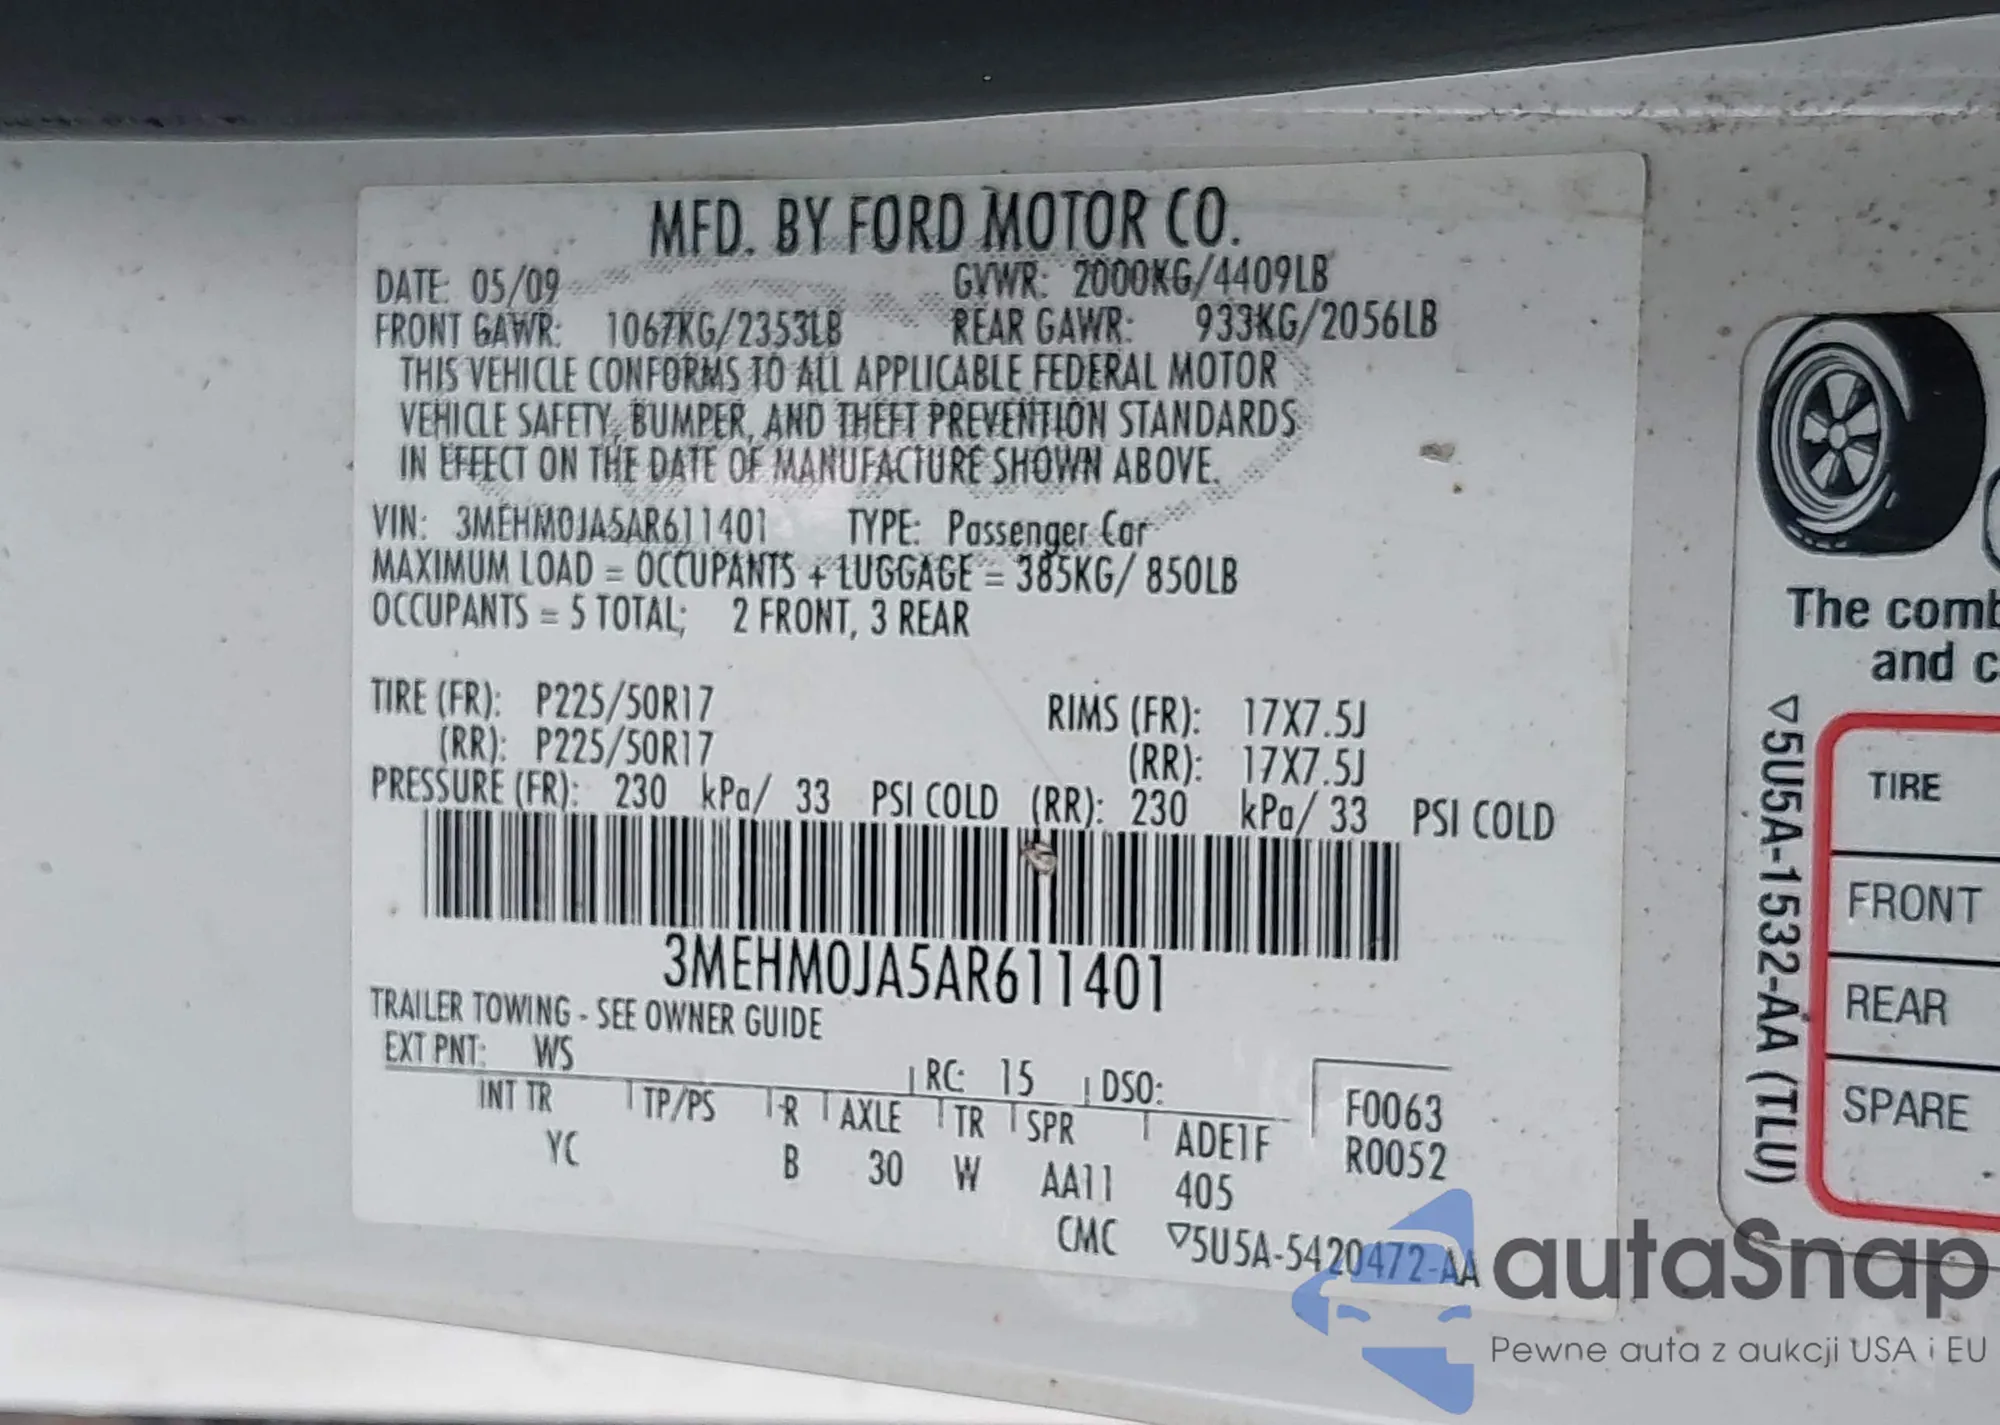 MFD. BY FORD MOTOR CO.
DATE: 05/09 GVWR: 2000KG/4409LB
FRONT GAWR: 1067KG/2353LB REAR GAWR: 933KG/2056LB
THIS VEHICLE CONFORMS TO ALL APPLICABLE FEDERAL MOTOR
VEHICLE SAFETY, BUMPER, AND THEFT PREVENTION STANDARDS
IN EFFECT ON THE DATE OF MANUFACTURE SHOWN ABOVE.
VIN: 3MEHM0JA5AR611401 TYPE: Passenger Car
MAXIMUM LOAD = OCCUPANTS + LUGGAGE = 385KG/ 850LB
OCCUPANTS = 5 TOTAL; 2 FRONT, 3 REAR
TIRE (FR): P225/50R17 RIMS (FR): 17X7.5J
(RR): P225/50R17 (RR): 17X7.5J
PRESSURE (FR): 230 kPa/ 33 PSI COLD (RR): 230 kPa/ 33 PSI COLD
3MEHM0JA5AR611401
TRAILER TOWING - SEE OWNER GUIDE
EXT PNT: WS RC: 15 DSO:
INT TR TP/PS R AXLE TR SPR ADE1F F0063
YC B 30 W AA11 405 R0052
CMC ▽5U5A-5420472-AA
The comb
and c
▽5U5A-1532-AA (TLU)
TIRE
FRONT
REAR
SPARE
autaSnap
Pewne auta z aukcji USA i EU